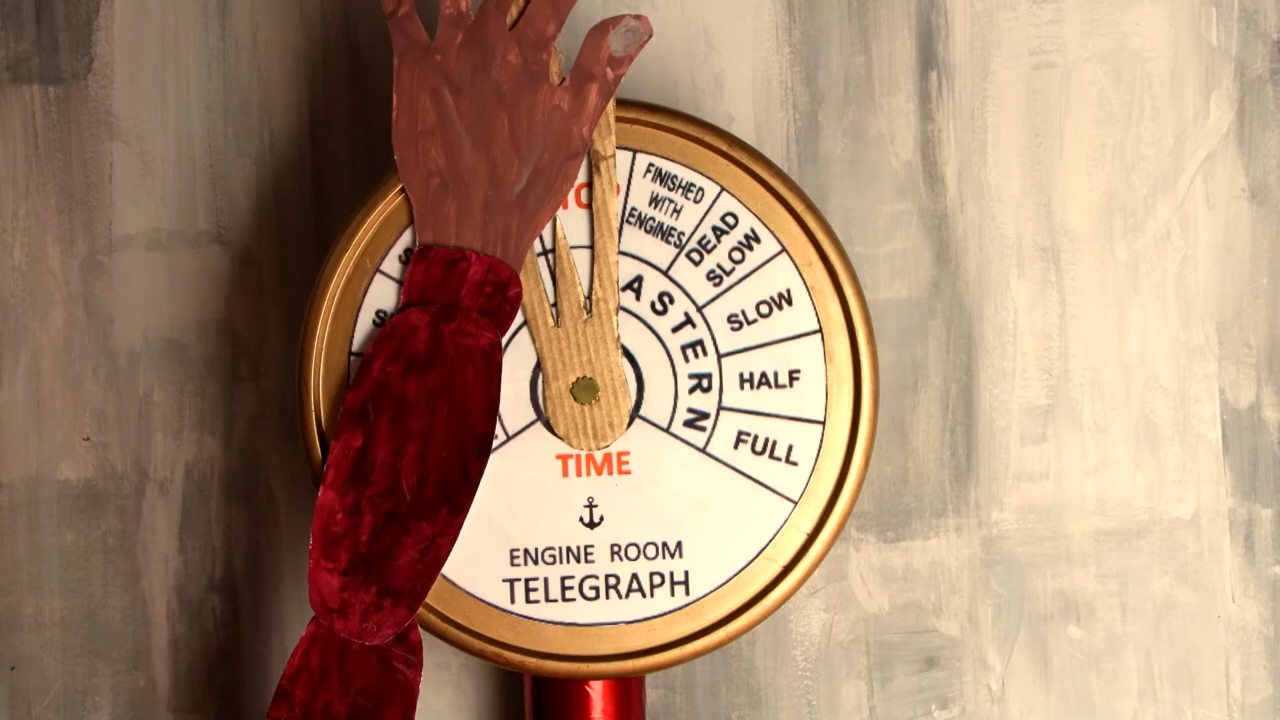 FINISHED
WITH
ENGINES
DEAD
SLOW
SLOW
HALF
FULL
ASTERN
TIME
ENGINE ROOM
TELEGRAPH